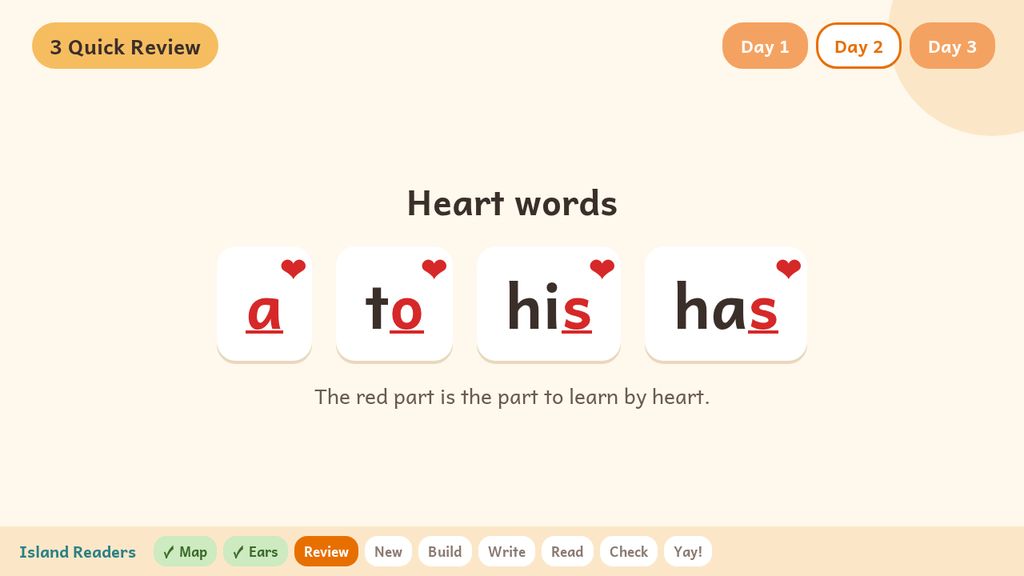 3 Quick Review
Day 1 Day 2 Day 3
Heart words
a to his has
The red part is the part to learn by heart.
Island Readers ✓ Map ✓ Ears Review New Build Write Read Check Yay!